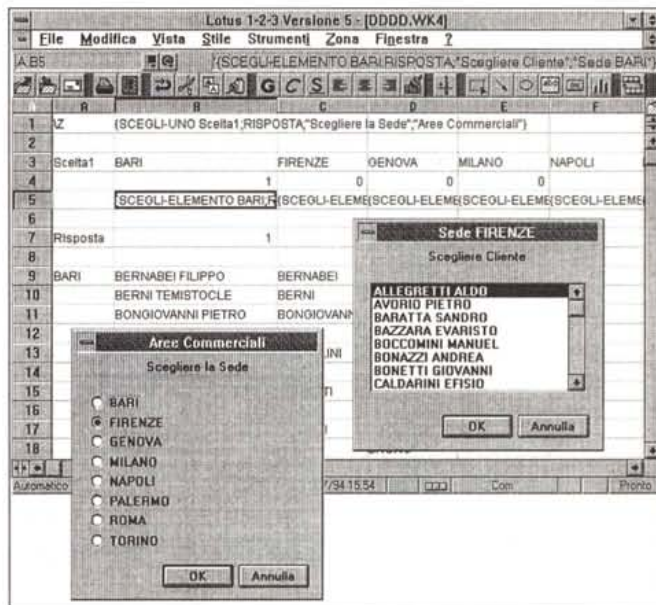 Lotus 1-2-3 Versione 5 - [DDDD.WK4]
File Modifica Vista Stile Strumenti Zona Finestra ?
A:B5 '{SCEGLI-ELEMENTO BARI;RISPOSTA;"Scegliere Cliente";"Sede BARI"}
G C S
A A B C D E F
1 \Z {SCEGLI-UNO Scelta1;RISPOSTA;"Scegliere la Sede";"Aree Commerciali"}
2
3 Scelta1 BARI FIRENZE GENOVA MILANO NAPOLI
4 1 0 0 0
5 {SCEGLI-ELEMENTO BARI;R {SCEGLI-ELEME {SCEGLI-ELEME {SCEGLI-ELEME {SCEGLI-ELEME
6
7 Risposta 1
8
9 BARI BERNABEI FILIPPO BERNABEI
10 BERNI TEMISTOCLE BERNI
11 BONGIOVANNI PIETRO BONGIOVANN
12
13
14
15
16
17
18
Sede FIRENZE
Scegliere Cliente
ALLEGRETTI ALDO
AVORIO PIETRO
BARATTA SANDRO
BAZZARA EVARISTO
BOCCOMINI MANUEL
BONAZZI ANDREA
BONETTI GIOVANNI
CALDARINI EFISIO
OK Annulla
Aree Commerciali
Scegliere la Sede
BARI
FIRENZE
GENOVA
MILANO
NAPOLI
PALERMO
ROMA
TORINO
OK Annulla
Automatico 7/94 15.54 Com Pronto